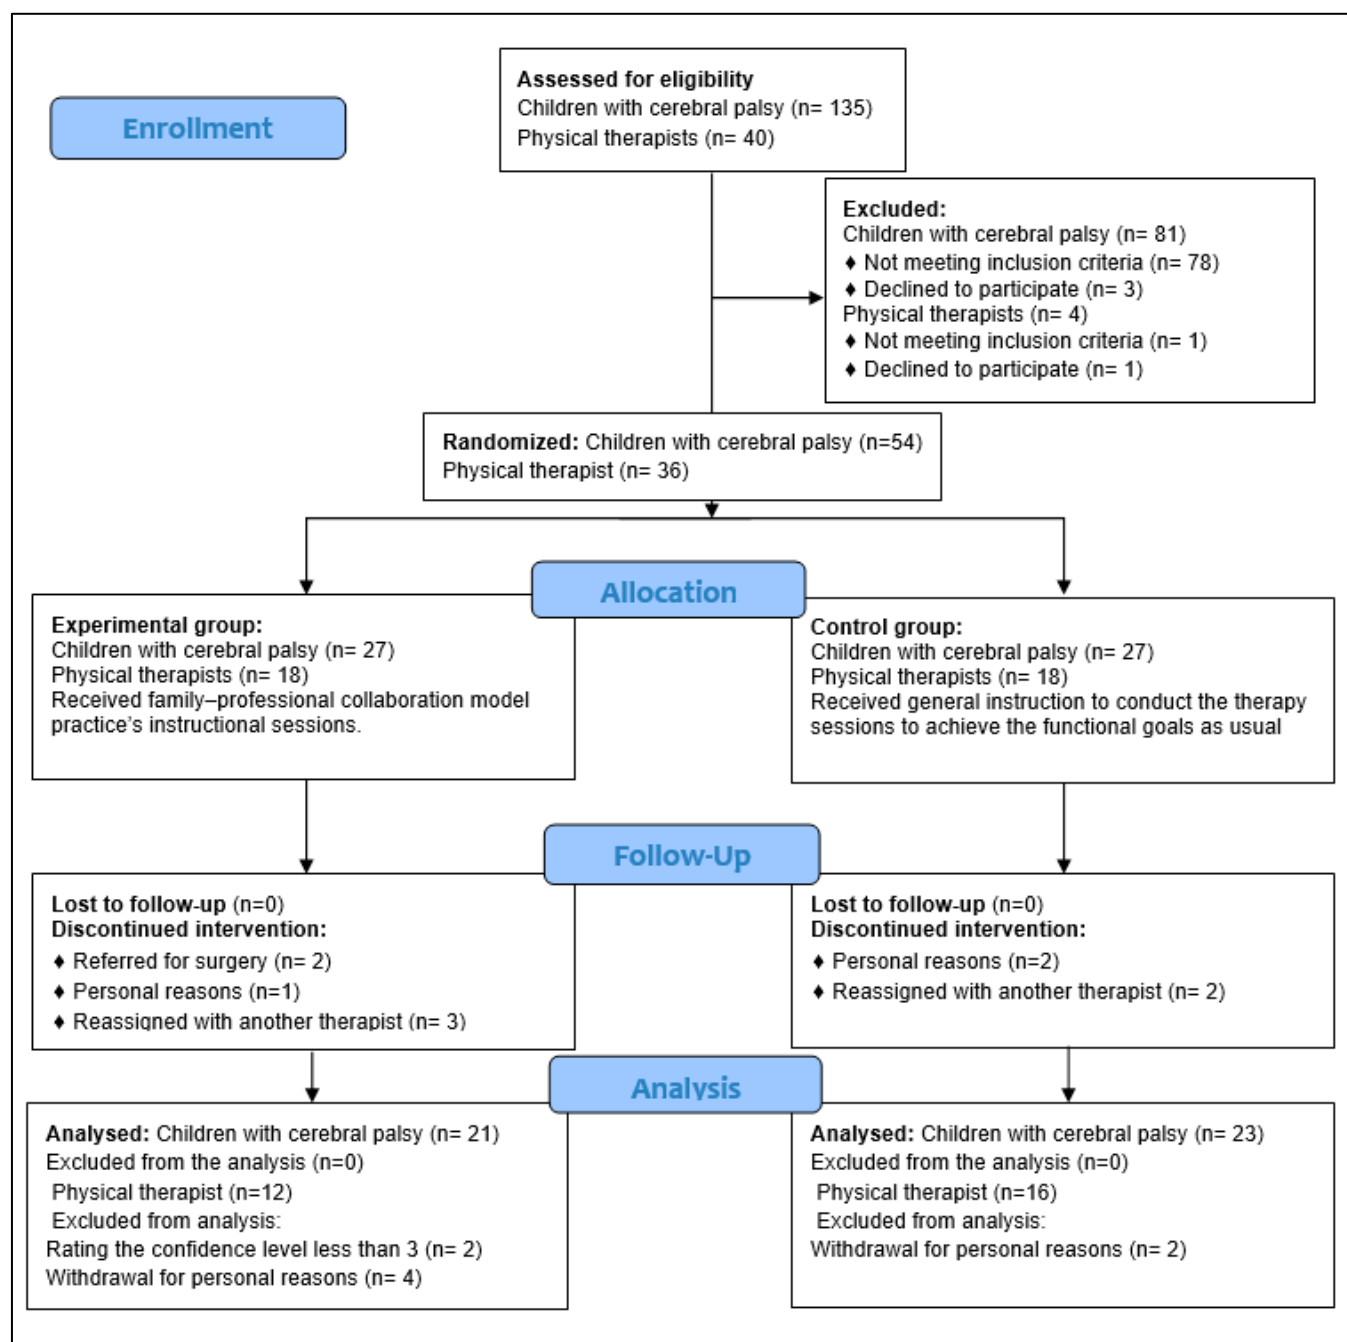 Enrollment
Assessed for eligibility
Children with cerebral palsy (n= 135)
Physical therapists (n= 40)
Excluded:
Children with cerebral palsy (n= 81)
♦ Not meeting inclusion criteria (n= 78)
♦ Declined to participate (n= 3)
Physical therapists (n= 4)
♦ Not meeting inclusion criteria (n= 1)
♦ Declined to participate (n= 1)
Randomized: Children with cerebral palsy (n=54)
Physical therapist (n= 36)
Allocation
Experimental group:
Children with cerebral palsy (n= 27)
Physical therapists (n= 18)
Received family–professional collaboration model
practice’s instructional sessions.
Control group:
Children with cerebral palsy (n= 27)
Physical therapists (n= 18)
Received general instruction to conduct the therapy
sessions to achieve the functional goals as usual
Follow-Up
Lost to follow-up (n=0)
Discontinued intervention:
♦ Referred for surgery (n= 2)
♦ Personal reasons (n=1)
♦ Reassigned with another therapist (n= 3)
Lost to follow-up (n=0)
Discontinued intervention:
♦ Personal reasons (n=2)
♦ Reassigned with another therapist (n= 2)
Analysis
Analysed: Children with cerebral palsy (n= 21)
Excluded from the analysis (n=0)
Physical therapist (n=12)
Excluded from analysis:
Rating the confidence level less than 3 (n= 2)
Withdrawal for personal reasons (n= 4)
Analysed: Children with cerebral palsy (n= 23)
Excluded from the analysis (n=0)
Physical therapist (n=16)
Excluded from analysis:
Withdrawal for personal reasons (n= 2)